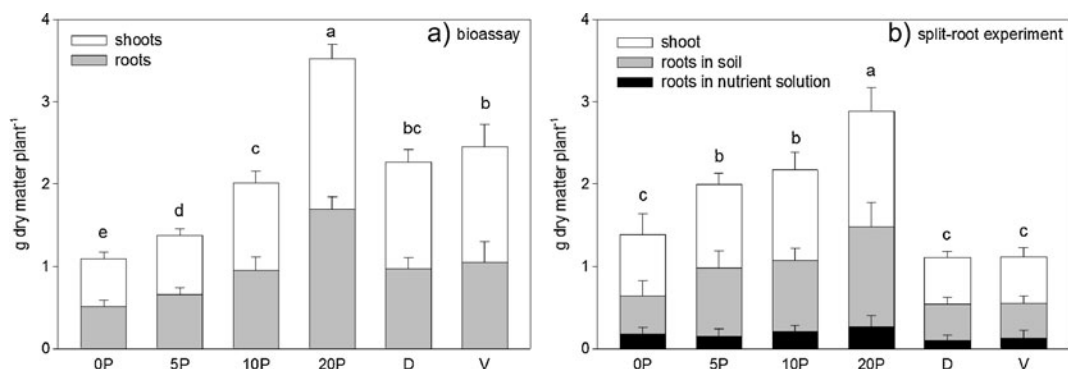 4
3
2
1
0
g dry matter plant⁻¹
shoots
roots
a) bioassay
e
d
c
a
bc
b
0P
5P
10P
20P
D
V
4
3
2
1
0
g dry matter plant⁻¹
shoot
roots in soil
roots in nutrient solution
b) split-root experiment
c
b
b
a
c
c
0P
5P
10P
20P
D
V